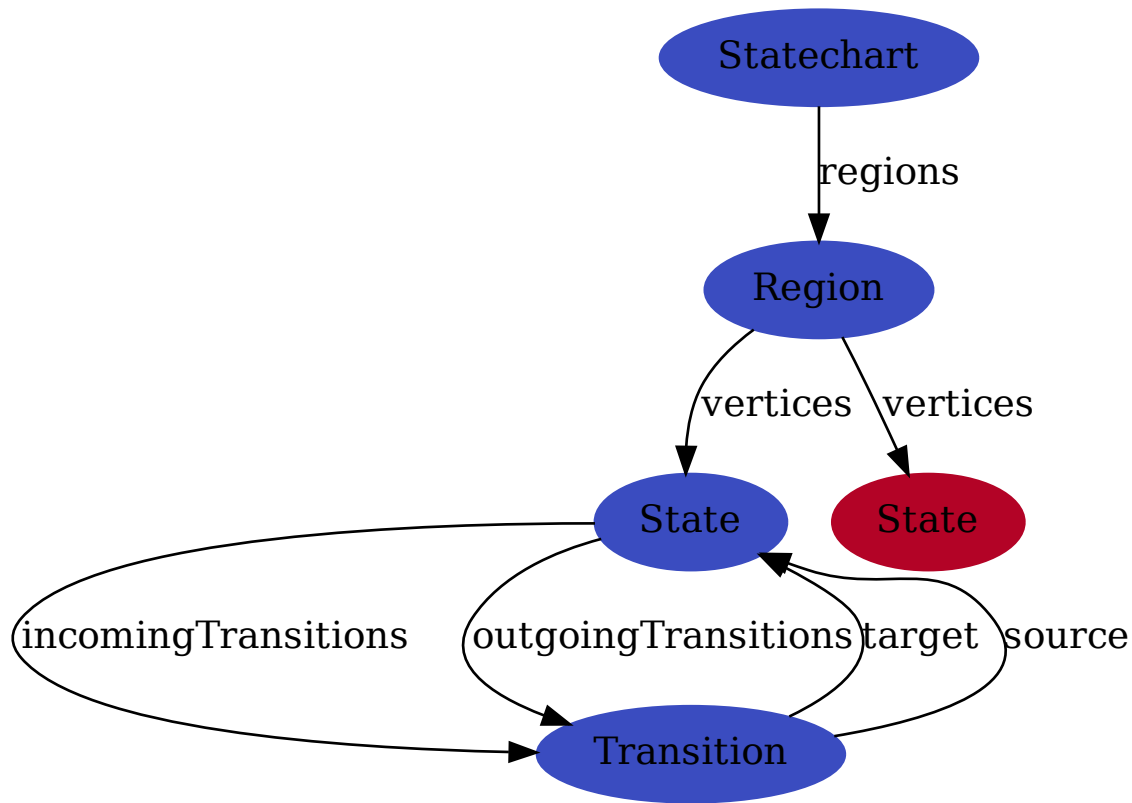 Statechart
regions
Region
vertices
vertices
State
State
incomingTransitions
outgoingTransitions
target
source
Transition